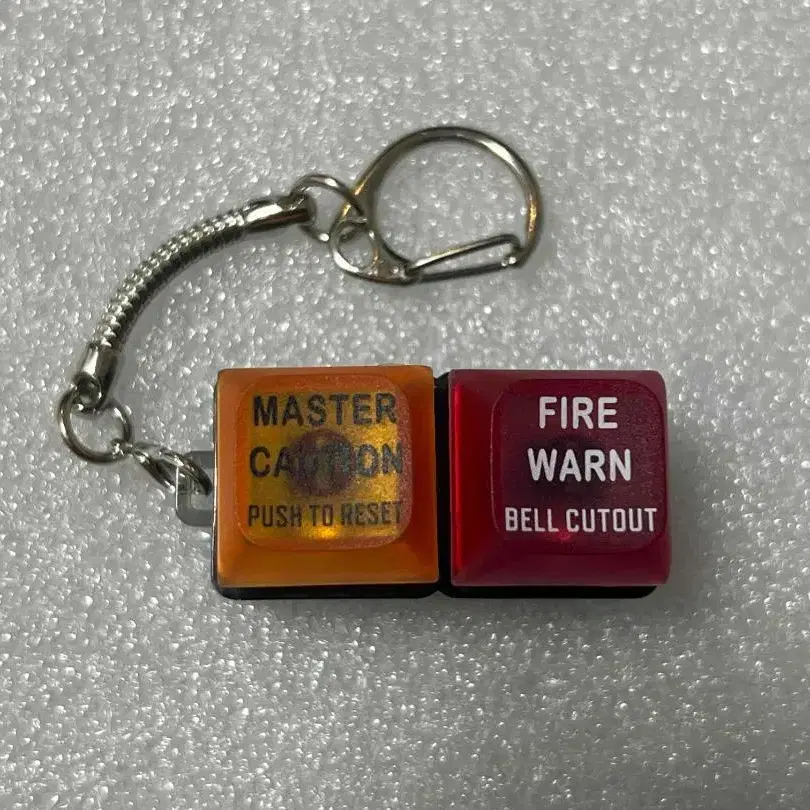 MASTER
CAUTION
PUSH TO RESET
FIRE
WARN
BELL CUTOUT